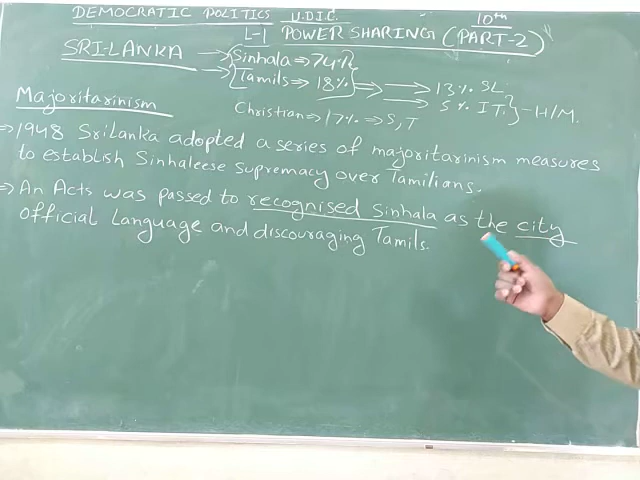 DEMOCRATIC POLITICS U.D.I.C. 10th
L-1 POWER SHARING (PART-2)
SRI-LANKA → Sinhala ⇒ 74%
→ Tamils ⇒ 18% → 13% SL
→ 5% IT } - H/M.
Christian ⇒ 7% ⇒ S, T
Majoritarinism
⇒ 1948 Sri Lanka adopted a series of majoritarinism measures
to establish Sinhaleese supremacy over Tamilians.
⇒ An Acts was passed to recognised Sinhala as the city
official Language and discouraging Tamils.